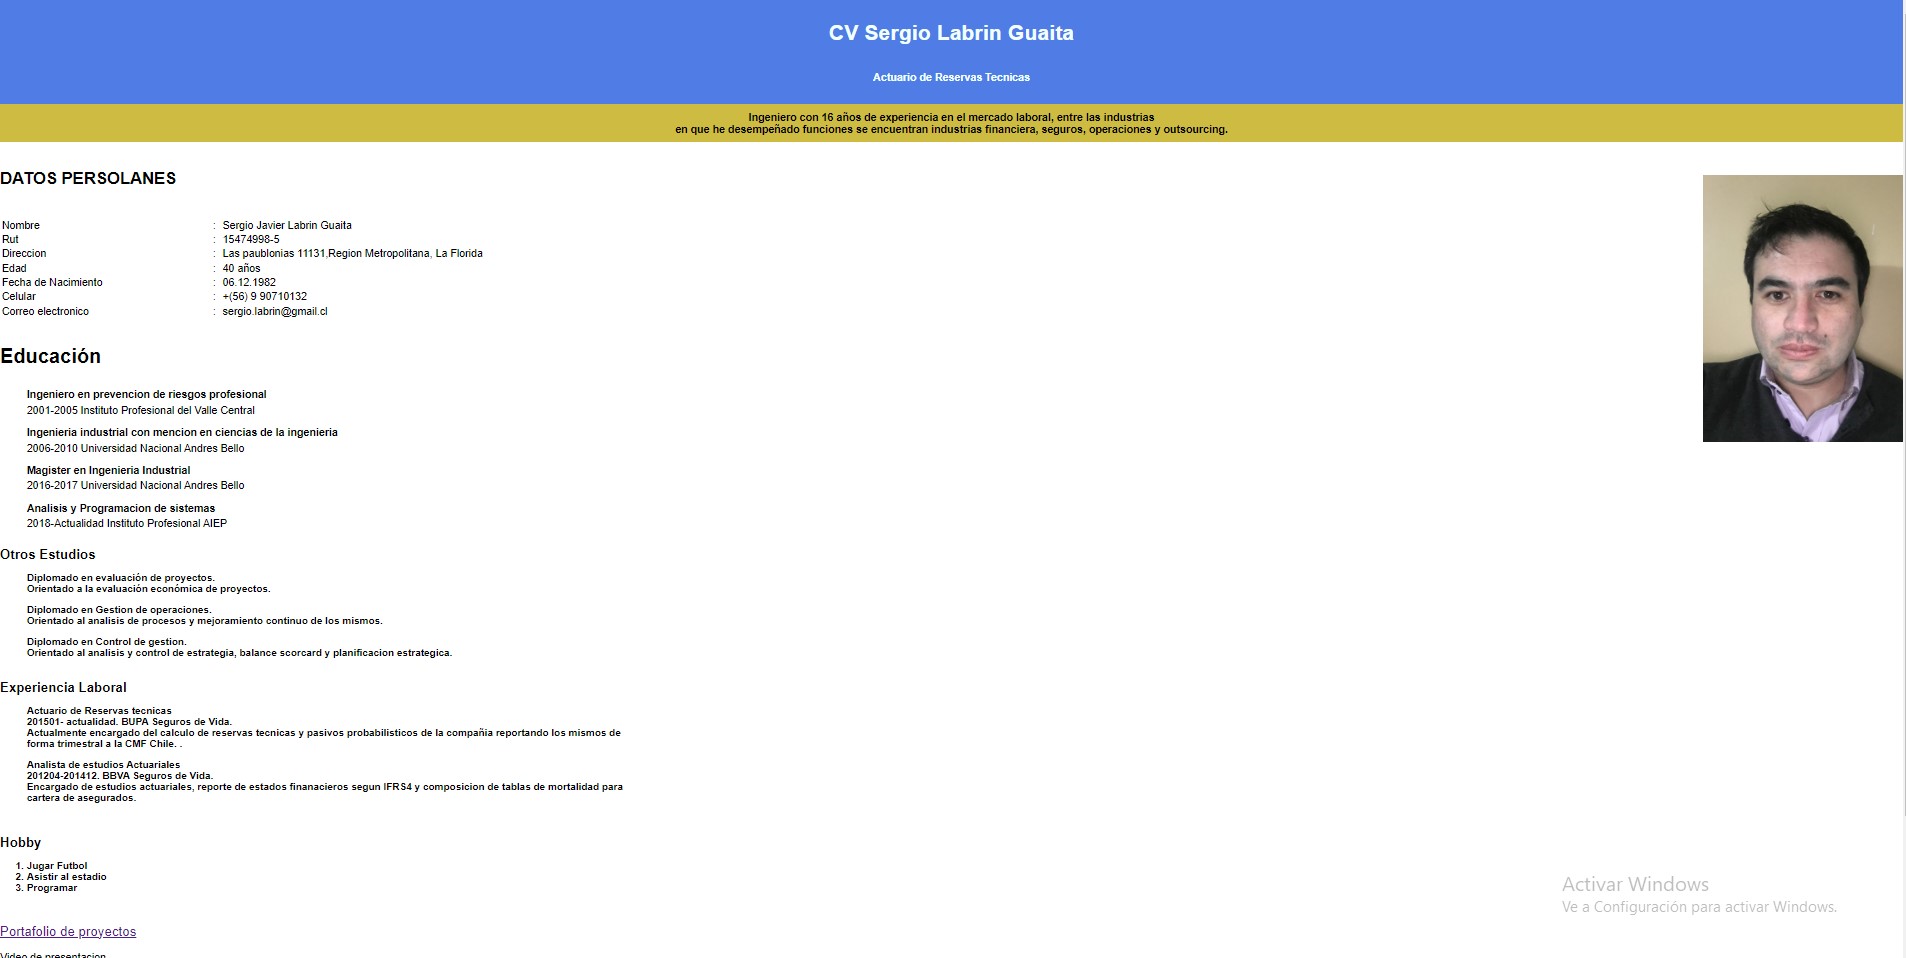 CV Sergio Labrin Guaita
Actuario de Reservas Tecnicas
Ingeniero con 16 años de experiencia en el mercado laboral, entre las industrias
en que he desempeñado funciones se encuentran industrias financiera, seguros, operaciones y outsourcing.
DATOS PERSOLANES
Nombre : Sergio Javier Labrin Guaita
Rut : 15474998-5
Direccion : Las paublonias 11131,Region Metropolitana, La Florida
Edad : 40 años
Fecha de Nacimiento : 06.12.1982
Celular : +(56) 9 90710132
Correo electronico : sergio.labrin@gmail.cl
Educación
Ingeniero en prevencion de riesgos profesional
2001-2005 Instituto Profesional del Valle Central
Ingenieria industrial con mencion en ciencias de la ingenieria
2006-2010 Universidad Nacional Andres Bello
Magister en Ingenieria Industrial
2016-2017 Universidad Nacional Andres Bello
Analisis y Programacion de sistemas
2018-Actualidad Instituto Profesional AIEP
Otros Estudios
Diplomado en evaluación de proyectos.
Orientado a la evaluación económica de proyectos.
Diplomado en Gestion de operaciones.
Orientado al analisis de procesos y mejoramiento continuo de los mismos.
Diplomado en Control de gestion.
Orientado al analisis y control de estrategia, balance scorcard y planificacion estrategica.
Experiencia Laboral
Actuario de Reservas tecnicas
201501- actualidad. BUPA Seguros de Vida.
Actualmente encargado del calculo de reservas tecnicas y pasivos probabilisticos de la compañia reportando los mismos de
forma trimestral a la CMF Chile. .
Analista de estudios Actuariales
201204-201412. BBVA Seguros de Vida.
Encargado de estudios actuariales, reporte de estados finanacieros segun IFRS4 y composicion de tablas de mortalidad para
cartera de asegurados.
Hobby
1. Jugar Futbol
2. Asistir al estadio
3. Programar
Activar Windows
Ve a Configuración para activar Windows.
Portafolio de proyectos
Video de presentacion